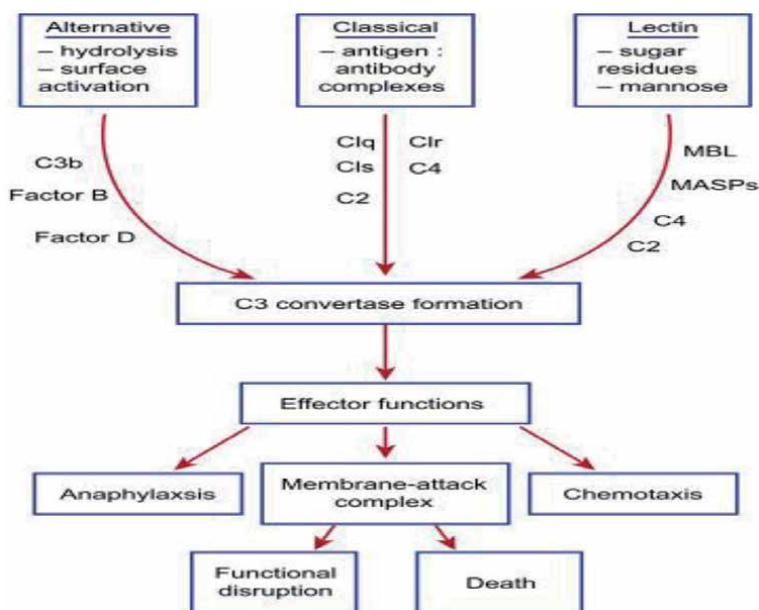 Alternative
– hydrolysis
– surface
activation
Classical
– antigen :
antibody
complexes
Lectin
– sugar
residues
– mannose
C3b
Factor B
Factor D
Clq Clr
Cls C4
C2
MBL
MASPs
C4
C2
C3 convertase formation
Effector functions
Anaphylaxsis
Membrane-attack
complex
Chemotaxis
Functional
disruption
Death